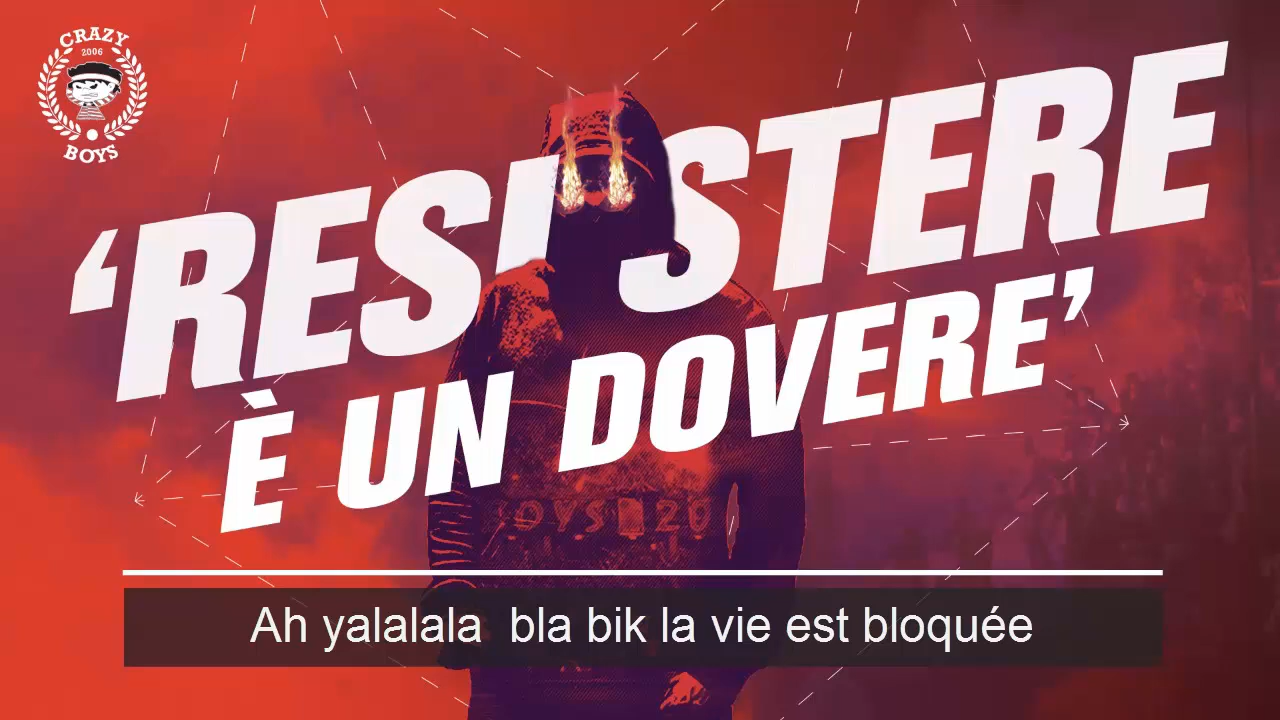 CRAZY
2006
BOYS
‘RESISTERE
È UN DOVERE’
Ah yalalala bla bik la vie est bloquée